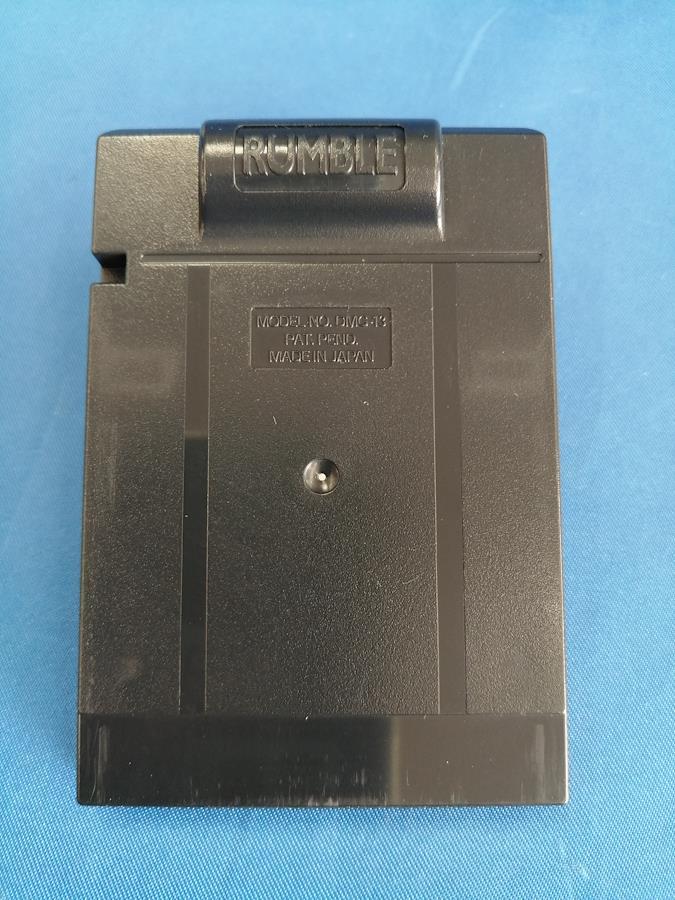 RUMBLE
MODEL NO. DMG-13
PAT. PEND.
MADE IN JAPAN